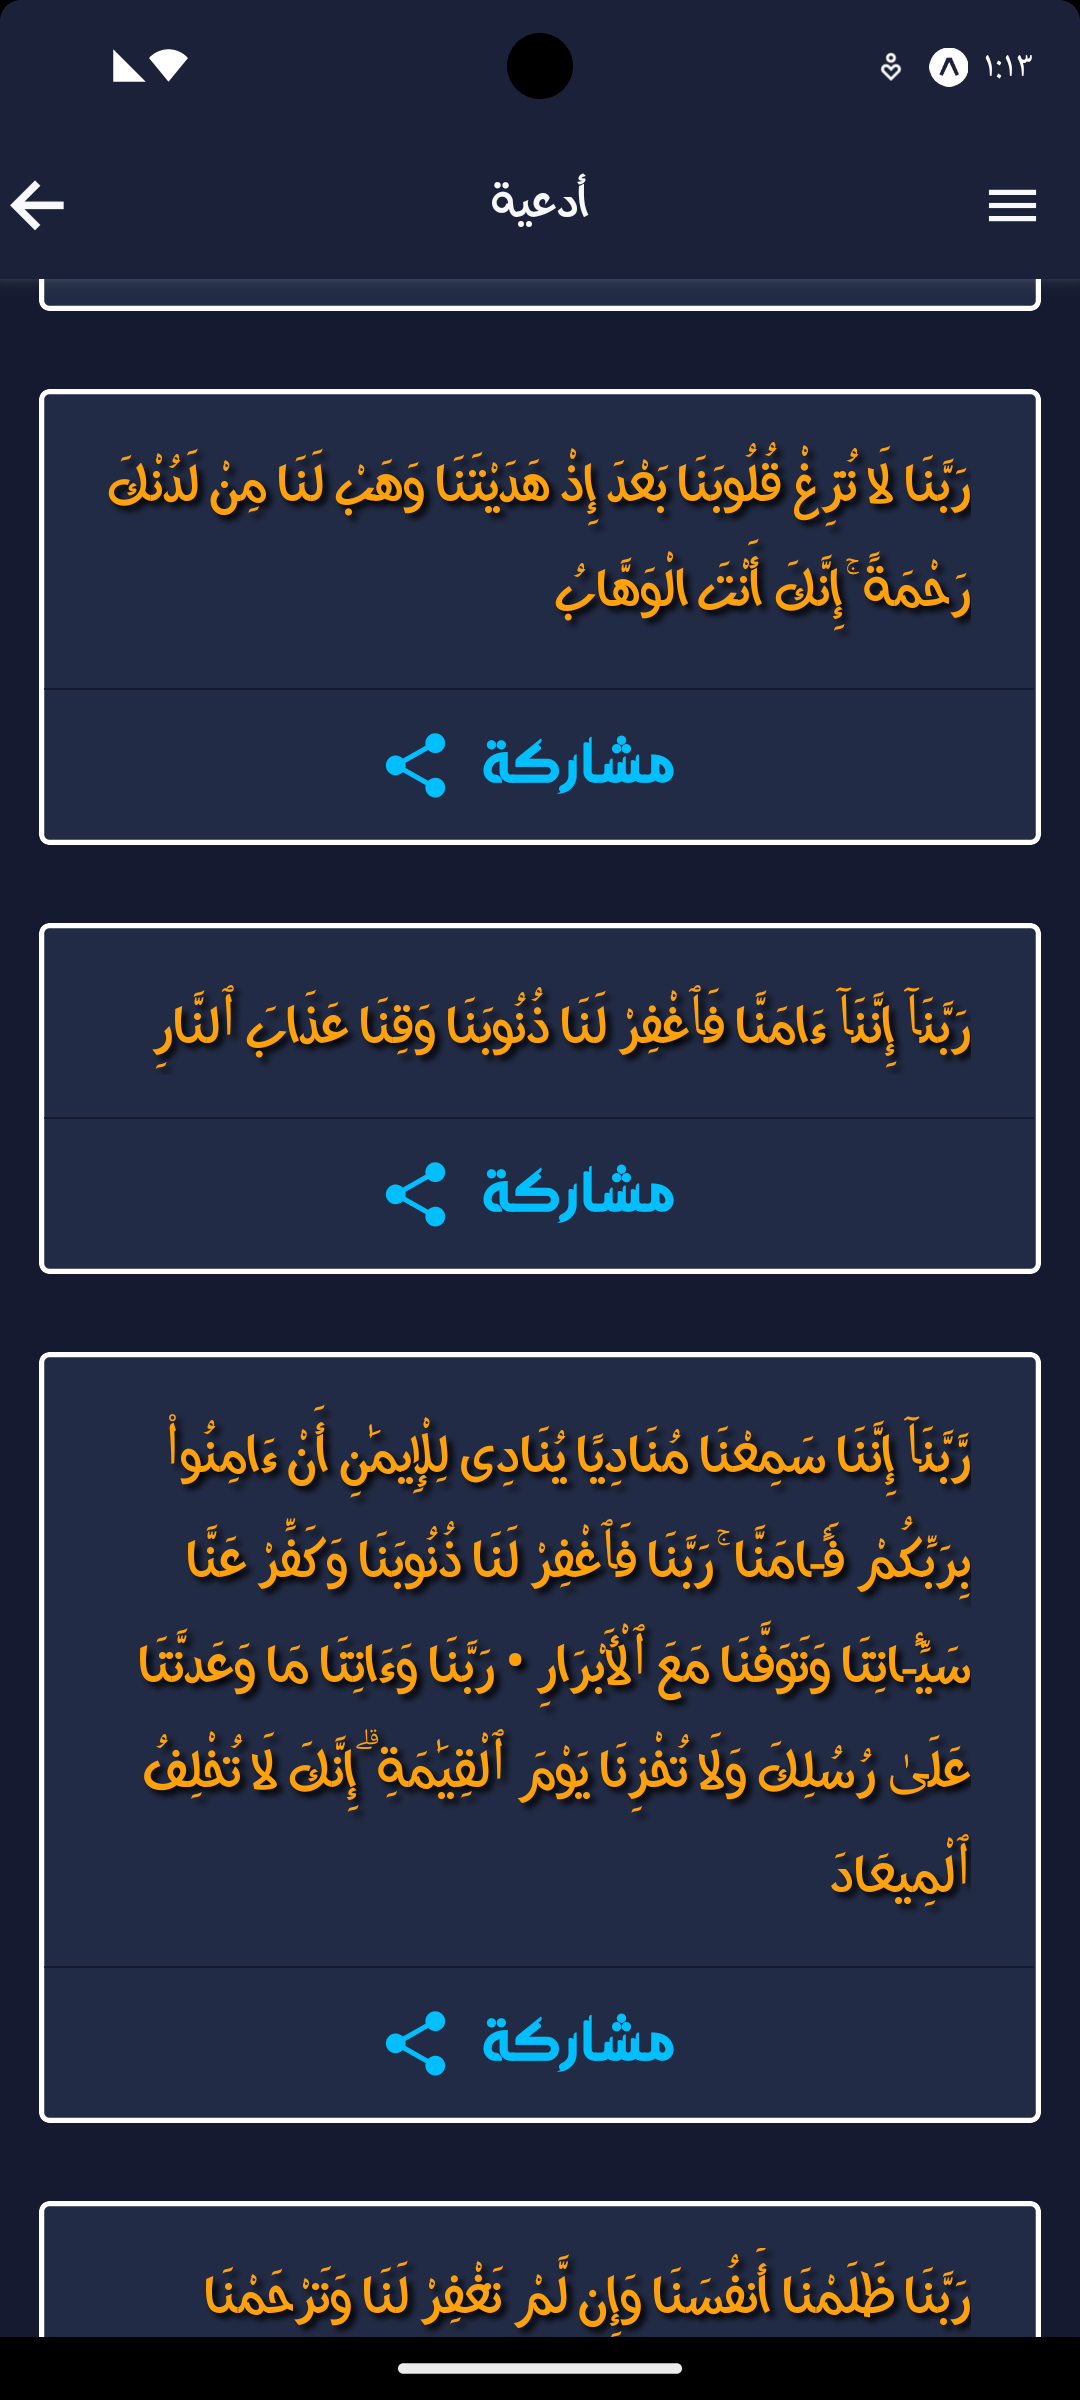 ١:١٣
أدعية
رَبَّنَا لَا تُزِغْ قُلُوبَنَا بَعْدَ إِذْ هَدَيْتَنَا وَهَبْ لَنَا مِنْ لَدُنْكَ
رَحْمَةً ۚ إِنَّكَ أَنْتَ الْوَهَّابُ
مشاركة
رَبَّنَآ إِنَّنَآ ءَامَنَّا فَٱغْفِرْ لَنَا ذُنُوبَنَا وَقِنَا عَذَابَ ٱلنَّارِ
مشاركة
رَّبَّنَآ إِنَّنَا سَمِعْنَا مُنَادِيًا يُنَادِى لِلْإِيمَٰنِ أَنْ ءَامِنُوا۟
بِرَبِّكُمْ فَـَٔامَنَّا ۚ رَبَّنَا فَٱغْفِرْ لَنَا ذُنُوبَنَا وَكَفِّرْ عَنَّا
سَيِّـَٔاتِنَا وَتَوَفَّنَا مَعَ ٱلْأَبْرَارِ • رَبَّنَا وَءَاتِنَا مَا وَعَدتَّنَا
عَلَىٰ رُسُلِكَ وَلَا تُخْزِنَا يَوْمَ ٱلْقِيَٰمَةِ ۗ إِنَّكَ لَا تُخْلِفُ
ٱلْمِيعَادَ
مشاركة
رَبَّنَا ظَلَمْنَا أَنفُسَنَا وَإِن لَّمْ تَغْفِرْ لَنَا وَتَرْحَمْنَا